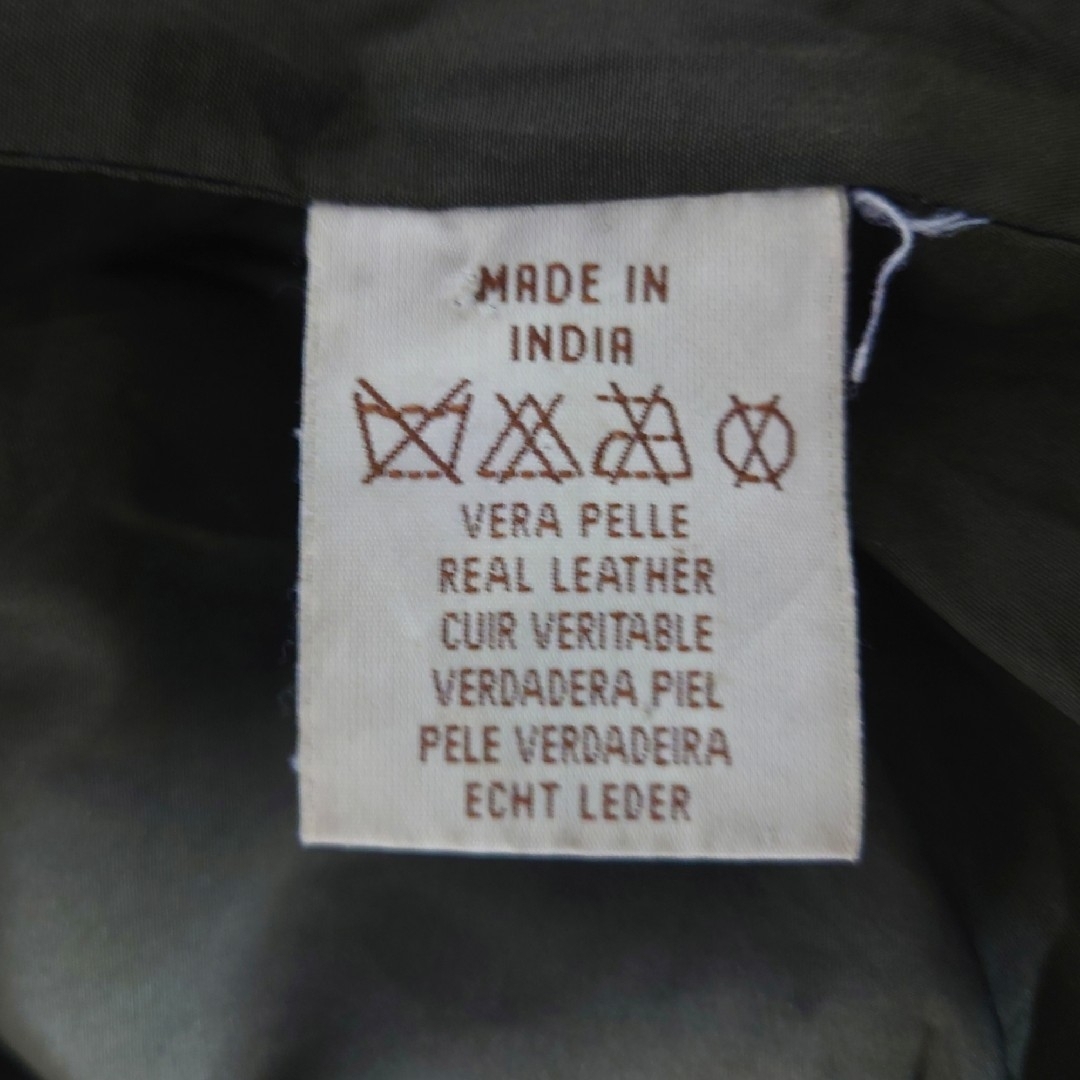 MADE IN
INDIA
VERA PELLE
REAL LEATHER
CUIR VERITABLE
VERDADERA PIEL
PELE VERDADEIRA
ECHT LEDER